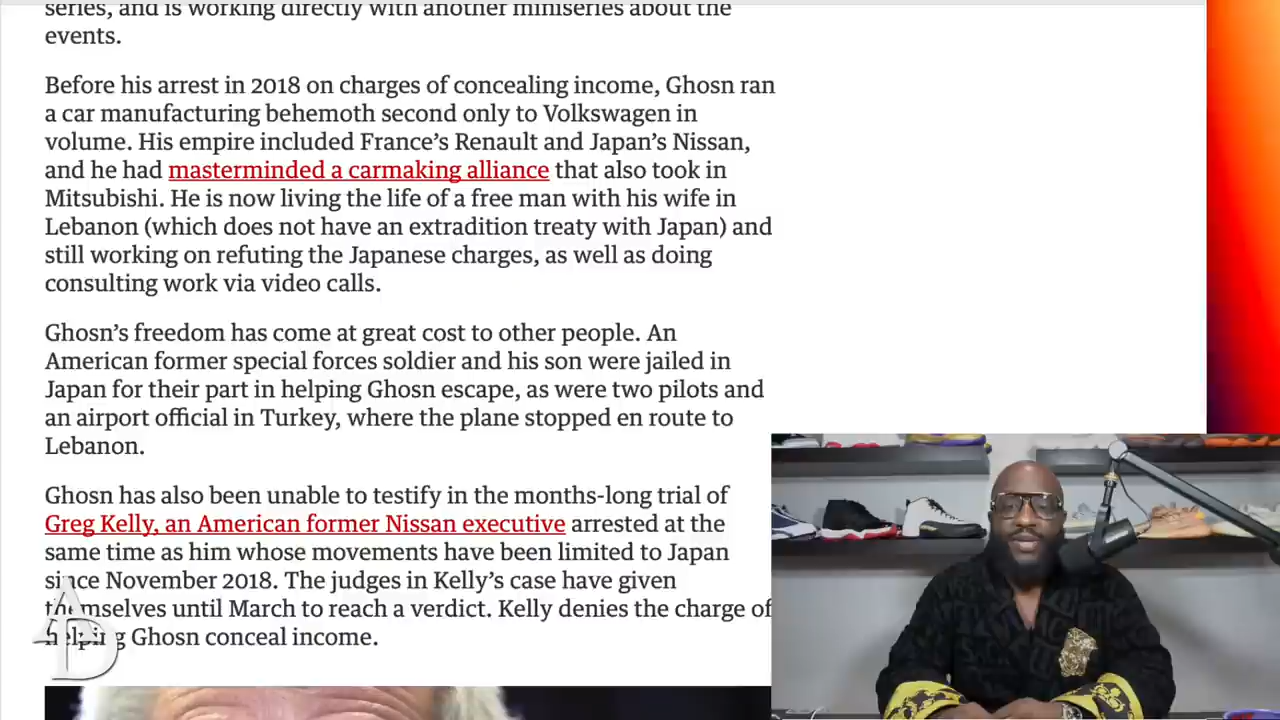 series, and is working directly with another miniseries about the
events.
Before his arrest in 2018 on charges of concealing income, Ghosn ran
a car manufacturing behemoth second only to Volkswagen in
volume. His empire included France’s Renault and Japan’s Nissan,
and he had masterminded a carmaking alliance that also took in
Mitsubishi. He is now living the life of a free man with his wife in
Lebanon (which does not have an extradition treaty with Japan) and
still working on refuting the Japanese charges, as well as doing
consulting work via video calls.
Ghosn’s freedom has come at great cost to other people. An
American former special forces soldier and his son were jailed in
Japan for their part in helping Ghosn escape, as were two pilots and
an airport official in Turkey, where the plane stopped en route to
Lebanon.
Ghosn has also been unable to testify in the months-long trial of
Greg Kelly, an American former Nissan executive arrested at the
same time as him whose movements have been limited to Japan
since November 2018. The judges in Kelly’s case have given
themselves until March to reach a verdict. Kelly denies the charge of
helping Ghosn conceal income.
AD